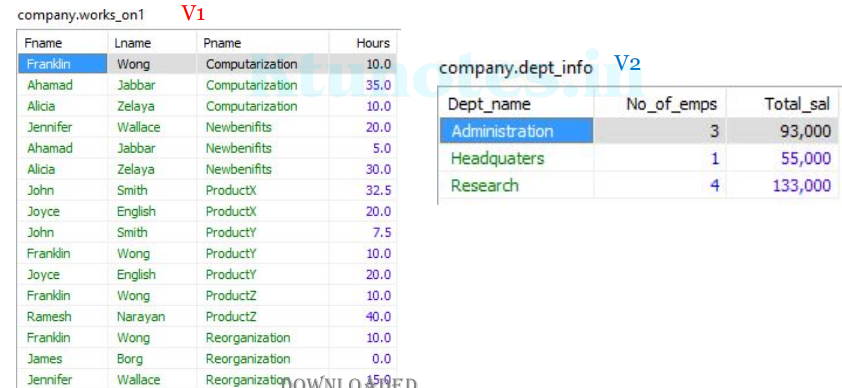 company.works_on1 V1
Fname Lname Pname Hours
Franklin Wong Computarization 10.0
Ahamad Jabbar Computarization 35.0
Alicia Zelaya Computarization 10.0
Jennifer Wallace Newbenifits 20.0
Ahamad Jabbar Newbenifits 5.0
Alicia Zelaya Newbenifits 30.0
John Smith ProductX 32.5
Joyce English ProductX 20.0
John Smith ProductY 7.5
Franklin Wong ProductY 10.0
Joyce English ProductY 20.0
Franklin Wong ProductZ 10.0
Ramesh Narayan ProductZ 40.0
Franklin Wong Reorganization 10.0
James Borg Reorganization 0.0
Jennifer Wallace Reorganization 15.0
company.dept_info V2
Dept_name No_of_emps Total_sal
Administration 3 93,000
Headquaters 1 55,000
Research 4 133,000
Ktunotes.in
DOWNLOADED